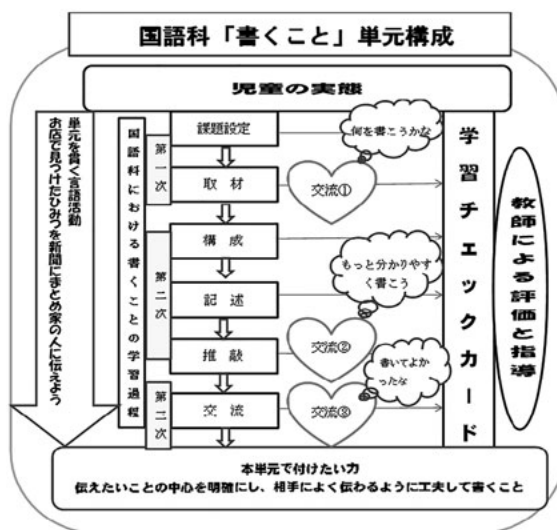 国語科「書くこと」単元構成
児童の実態
単元を貫く言語活動
お店で見つけたひみつを新聞にまとめ家の人に伝えよう
国語科における書くことの学習過程
第一次
第二次
第三次
課題設定
取材
構成
記述
推敲
交流
何を書こうかな
交流①
もっと分かりやす
く書こう
交流②
書いてよか
ったな
交流③
学習チェックカード
教師による評価と指導
本単元で付けたい力
伝えたいことの中心を明確にし、相手によく伝わるように工夫して書くこと